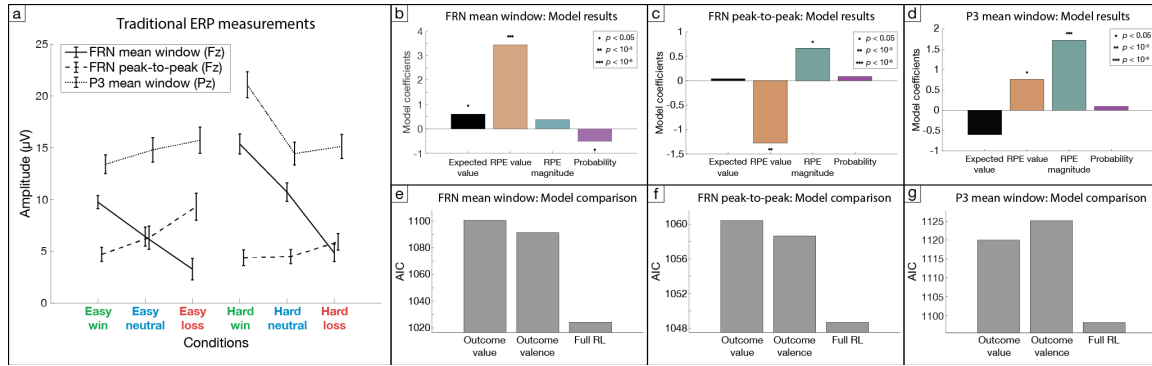 a
Traditional ERP measurements
FRN mean window (Fz)
FRN peak-to-peak (Fz)
P3 mean window (Pz)
Amplitude (µV)
25
20
15
10
5
0
Easy win
Easy neutral
Easy loss
Hard win
Hard neutral
Hard loss
Conditions
b
FRN mean window: Model results
Model coefficients
4
3
2
1
0
-1
* p < 0.05
** p < 10-3
*** p < 10-6
*
***
*
Expected value
RPE value
RPE magnitude
Probability
c
FRN peak-to-peak: Model results
Model coefficients
1
0.5
0
-0.5
-1
-1.5
* p < 0.05
** p < 10-3
*** p < 10-6
**
*
Expected value
RPE value
RPE magnitude
Probability
d
P3 mean window: Model results
Model coefficients
2
1.5
1
0.5
0
-0.5
-1
* p < 0.05
** p < 10-3
*** p < 10-6
*
***
Expected value
RPE value
RPE magnitude
Probability
e
FRN mean window: Model comparison
AIC
1100
1080
1060
1040
1020
Outcome value
Outcome valence
Full RL
f
FRN peak-to-peak: Model comparison
AIC
1060
1057
1054
1051
1048
Outcome value
Outcome valence
Full RL
g
P3 mean window: Model comparison
AIC
1125
1120
1115
1110
1105
1100
Outcome value
Outcome valence
Full RL